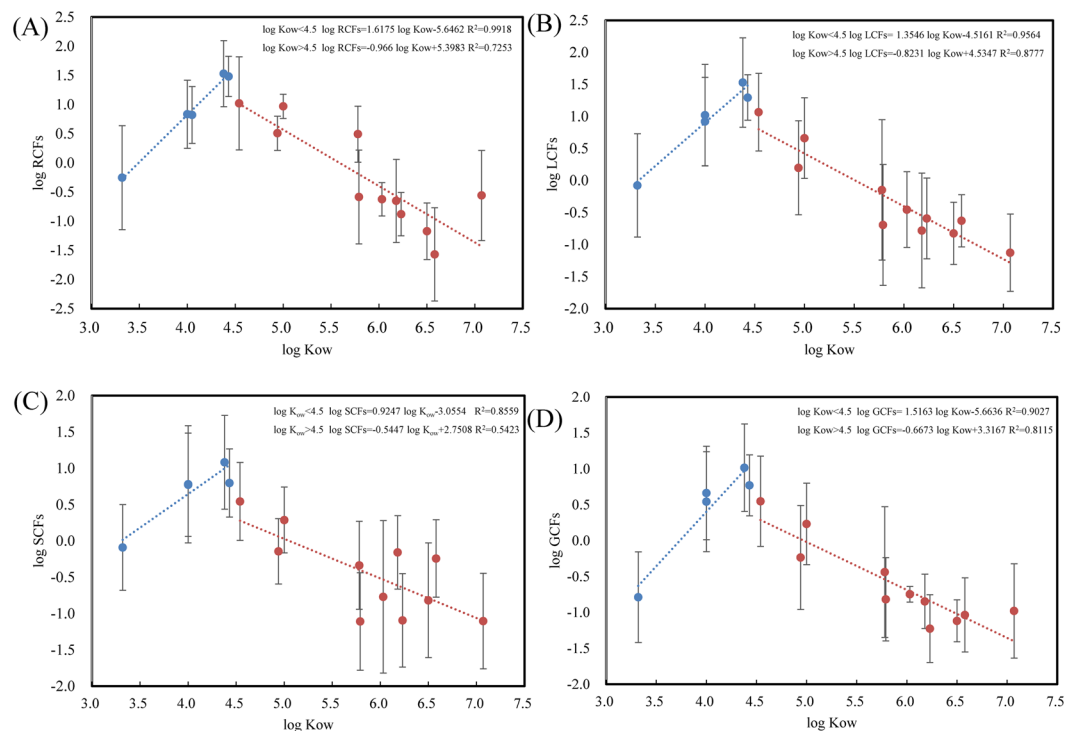 (A)
log Kow<4.5 log RCFs=1.6175 log Kow-5.6462 R²=0.9918
log Kow>4.5 log RCFs=-0.966 log Kow+5.3983 R²=0.7253
2.5
2.0
1.5
1.0
0.5
0.0
-0.5
-1.0
-1.5
-2.0
-2.5
log RCFs
3.0 3.5 4.0 4.5 5.0 5.5 6.0 6.5 7.0 7.5
log Kow
(B)
log Kow<4.5 log LCFs= 1.3546 log Kow-4.5161 R²=0.9564
log Kow>4.5 log LCFs=-0.8231 log Kow+4.5347 R²=0.8777
2.5
2.0
1.5
1.0
0.5
0.0
-0.5
-1.0
-1.5
-2.0
log LCFs
3.0 3.5 4.0 4.5 5.0 5.5 6.0 6.5 7.0 7.5
log Kow
(C)
log Kow<4.5 log SCFs=0.9247 log Kow-3.0554 R²=0.8559
log Kow>4.5 log SCFs=-0.5447 log Kow+2.7508 R²=0.5423
2.0
1.5
1.0
0.5
0.0
-0.5
-1.0
-1.5
-2.0
log SCFs
3.0 3.5 4.0 4.5 5.0 5.5 6.0 6.5 7.0 7.5
log Kow
(D)
log Kow<4.5 log GCFs= 1.5163 log Kow-5.6636 R²=0.9027
log Kow>4.5 log GCFs=-0.6673 log Kow+3.3167 R²=0.8115
2.0
1.5
1.0
0.5
0.0
-0.5
-1.0
-1.5
-2.0
log GCFs
3.0 3.5 4.0 4.5 5.0 5.5 6.0 6.5 7.0 7.5
log Kow